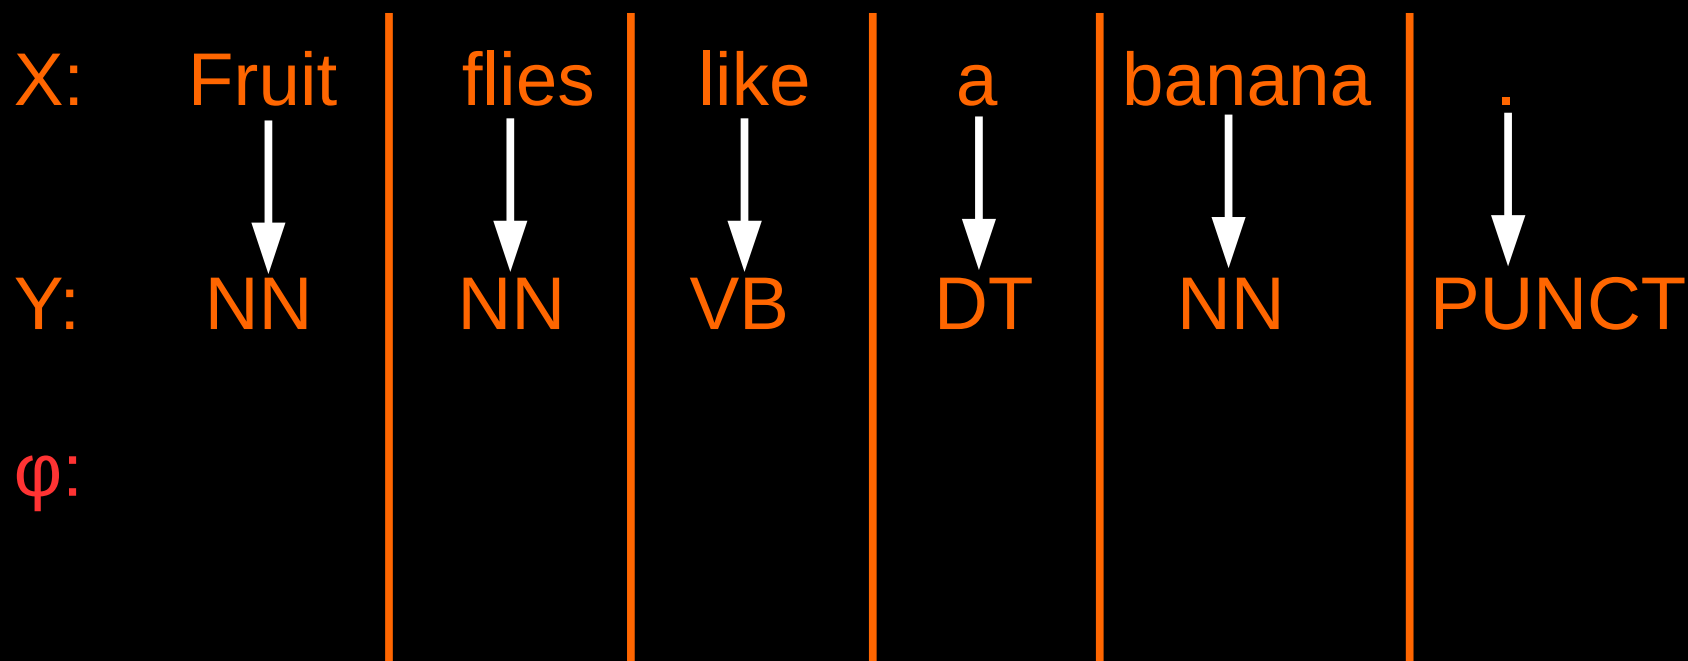 X: Fruit flies like a banana .
Y: NN NN VB DT NN PUNCT
φ: